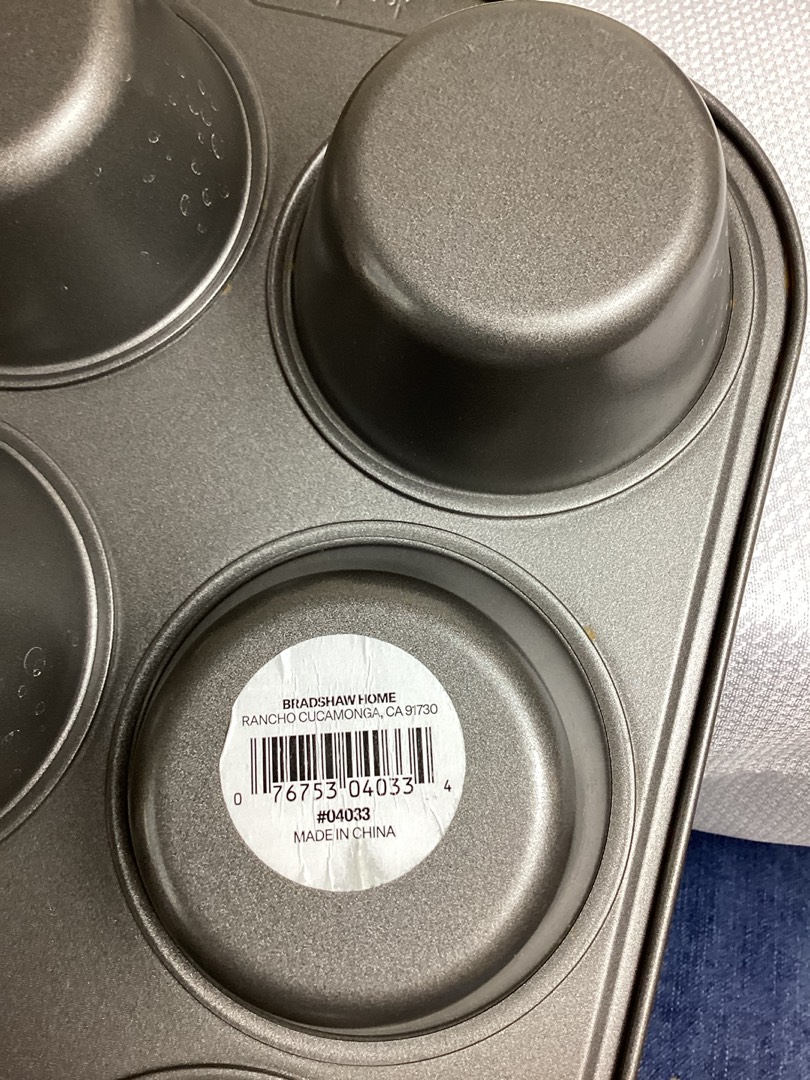 BRADSHAW HOME
RANCHO CUCAMONGA, CA 91730
0 76753 04033 4
#04033
MADE IN CHINA